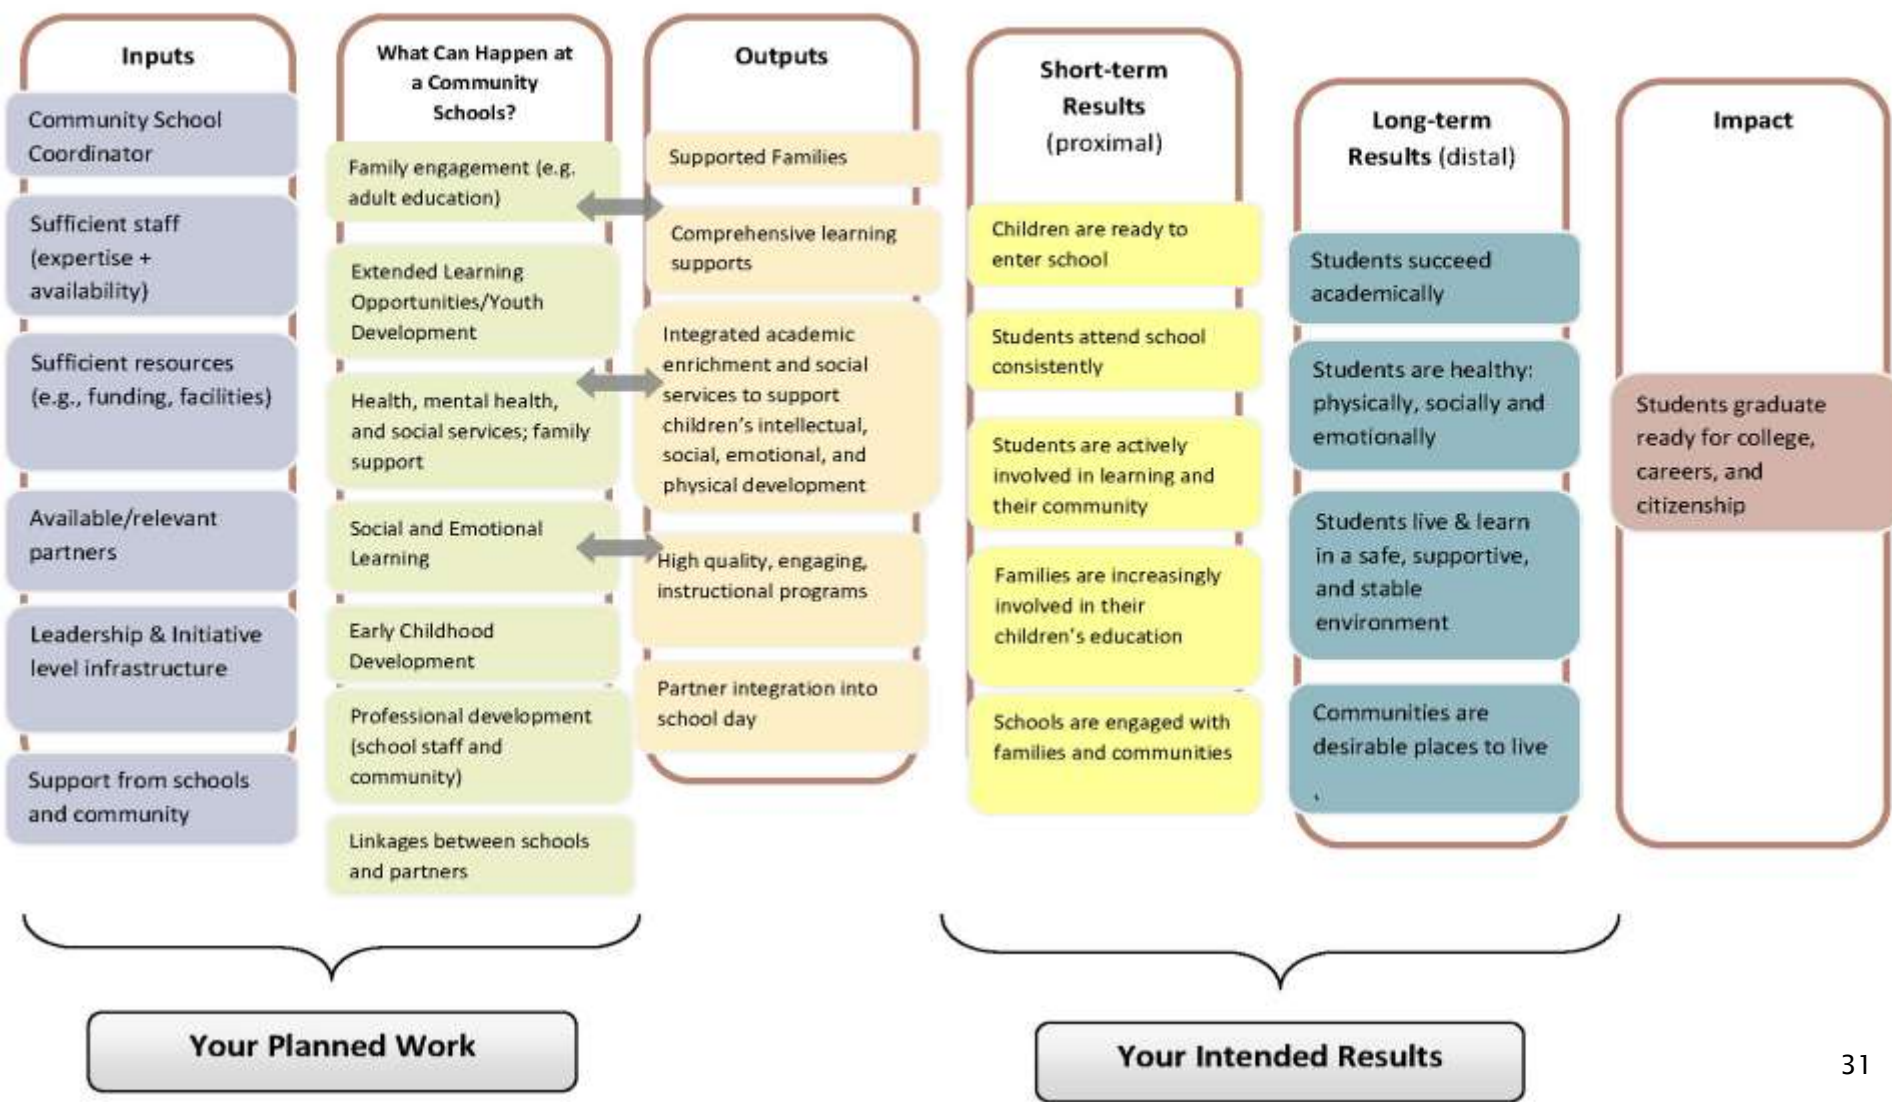 Inputs
Community School
Coordinator
Sufficient staff
(expertise +
availability)
Sufficient resources
(e.g., funding, facilities)
Available/relevant
partners
Leadership & Initiative
level infrastructure
Support from schools
and community
What Can Happen at
a Community
Schools?
Family engagement (e.g.
adult education)
Extended Learning
Opportunities/Youth
Development
Health, mental health,
and social services; family
support
Social and Emotional
Learning
Early Childhood
Development
Professional development
(school staff and
community)
Linkages between schools
and partners
Outputs
Supported Families
Comprehensive learning
supports
Integrated academic
enrichment and social
services to support
children’s intellectual,
social, emotional, and
physical development
High quality, engaging,
instructional programs
Partner integration into
school day
Short-term
Results
(proximal)
Children are ready to
enter school
Students attend school
consistently
Students are actively
involved in learning and
their community
Families are increasingly
involved in their
children’s education
Schools are engaged with
families and communities
Long-term
Results (distal)
Students succeed
academically
Students are healthy:
physically, socially and
emotionally
Students live & learn
in a safe, supportive,
and stable
environment
Communities are
desirable places to live
Impact
Students graduate
ready for college,
careers, and
citizenship
Your Planned Work
Your Intended Results
31